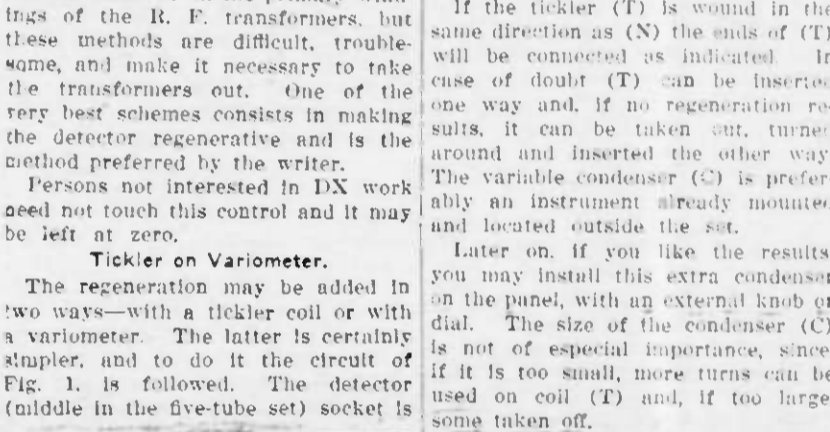 ings of the R. F. transformers, but
these methods are difficult, trouble-
some, and make it necessary to take
the transformers out. One of the
very best schemes consists in making
the detector regenerative and is the
method preferred by the writer.
Persons not interested in DX work
need not touch this control and it may
be left at zero.
Tickler on Variometer.
The regeneration may be added in
two ways—with a tickler coil or with
a variometer. The latter is certainly
simpler, and to do it the circuit of
Fig. 1, is followed. The detector
(middle in the five-tube set) socket is
If the tickler (T) is wound in the
same direction as (N) the ends of (T)
will be connected as indicated. In
case of doubt (T) can be inserted
one way and, if no regeneration re
sults, it can be taken out, turned
around and inserted the other way
The variable condenser (C) is prefer
ably an instrument already mounted
and located outside the set.
Later on, if you like the results
you may install this extra condenser
on the panel, with an external knob or
dial. The size of the condenser (C)
is not of especial importance, since
if it is too small, more turns can be
used on coil (T) and, if too large
some taken off.